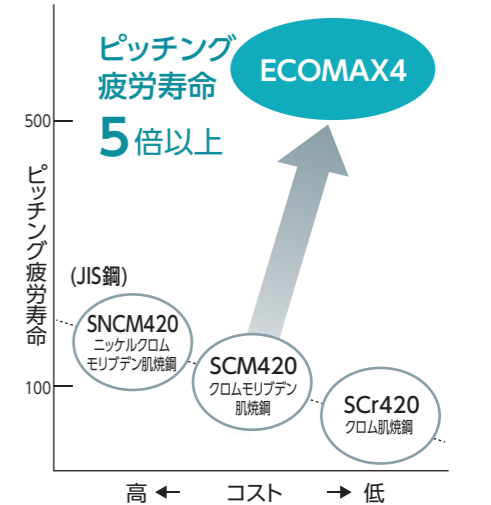 ピッチング
疲労寿命
5倍以上
ECOMAX4
500
ピッチング疲労寿命
(JIS鋼)
SNCM420
ニッケルクロム
モリブデン肌焼鋼
SCM420
クロムモリブデン
肌焼鋼
SCr420
クロム肌焼鋼
100
高 ← コスト → 低